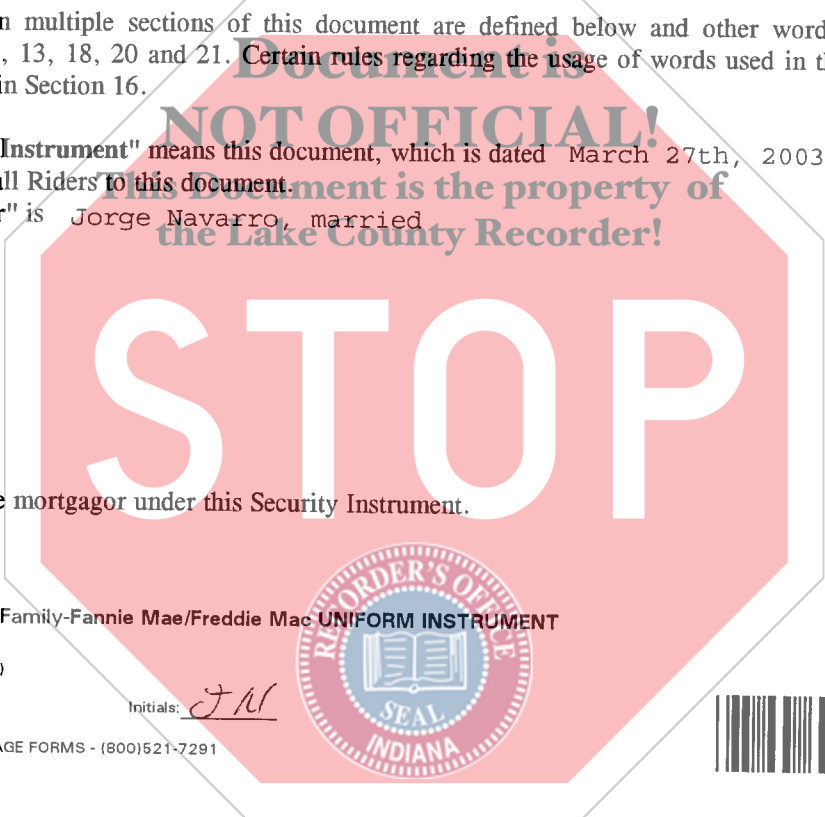 n multiple sections of this document are defined below and other word
, 13, 18, 20 and 21. Certain rules regarding the usage of words used in t
in Section 16.
Document is
NOT OFFICIAL!
Instrument" means this document, which is dated March 27th, 2003
ll Riders to this document.
This Document is the property of
r" is Jorge Navarro, married
the Lake County Recorder!
STOP
e mortgagor under this Security Instrument.
Family-Fannie Mae/Freddie Mac UNIFORM INSTRUMENT
RECORDER'S OFFICE
SEAL
INDIANA
)
Initials: JN
AGE FORMS - (800)521-7291